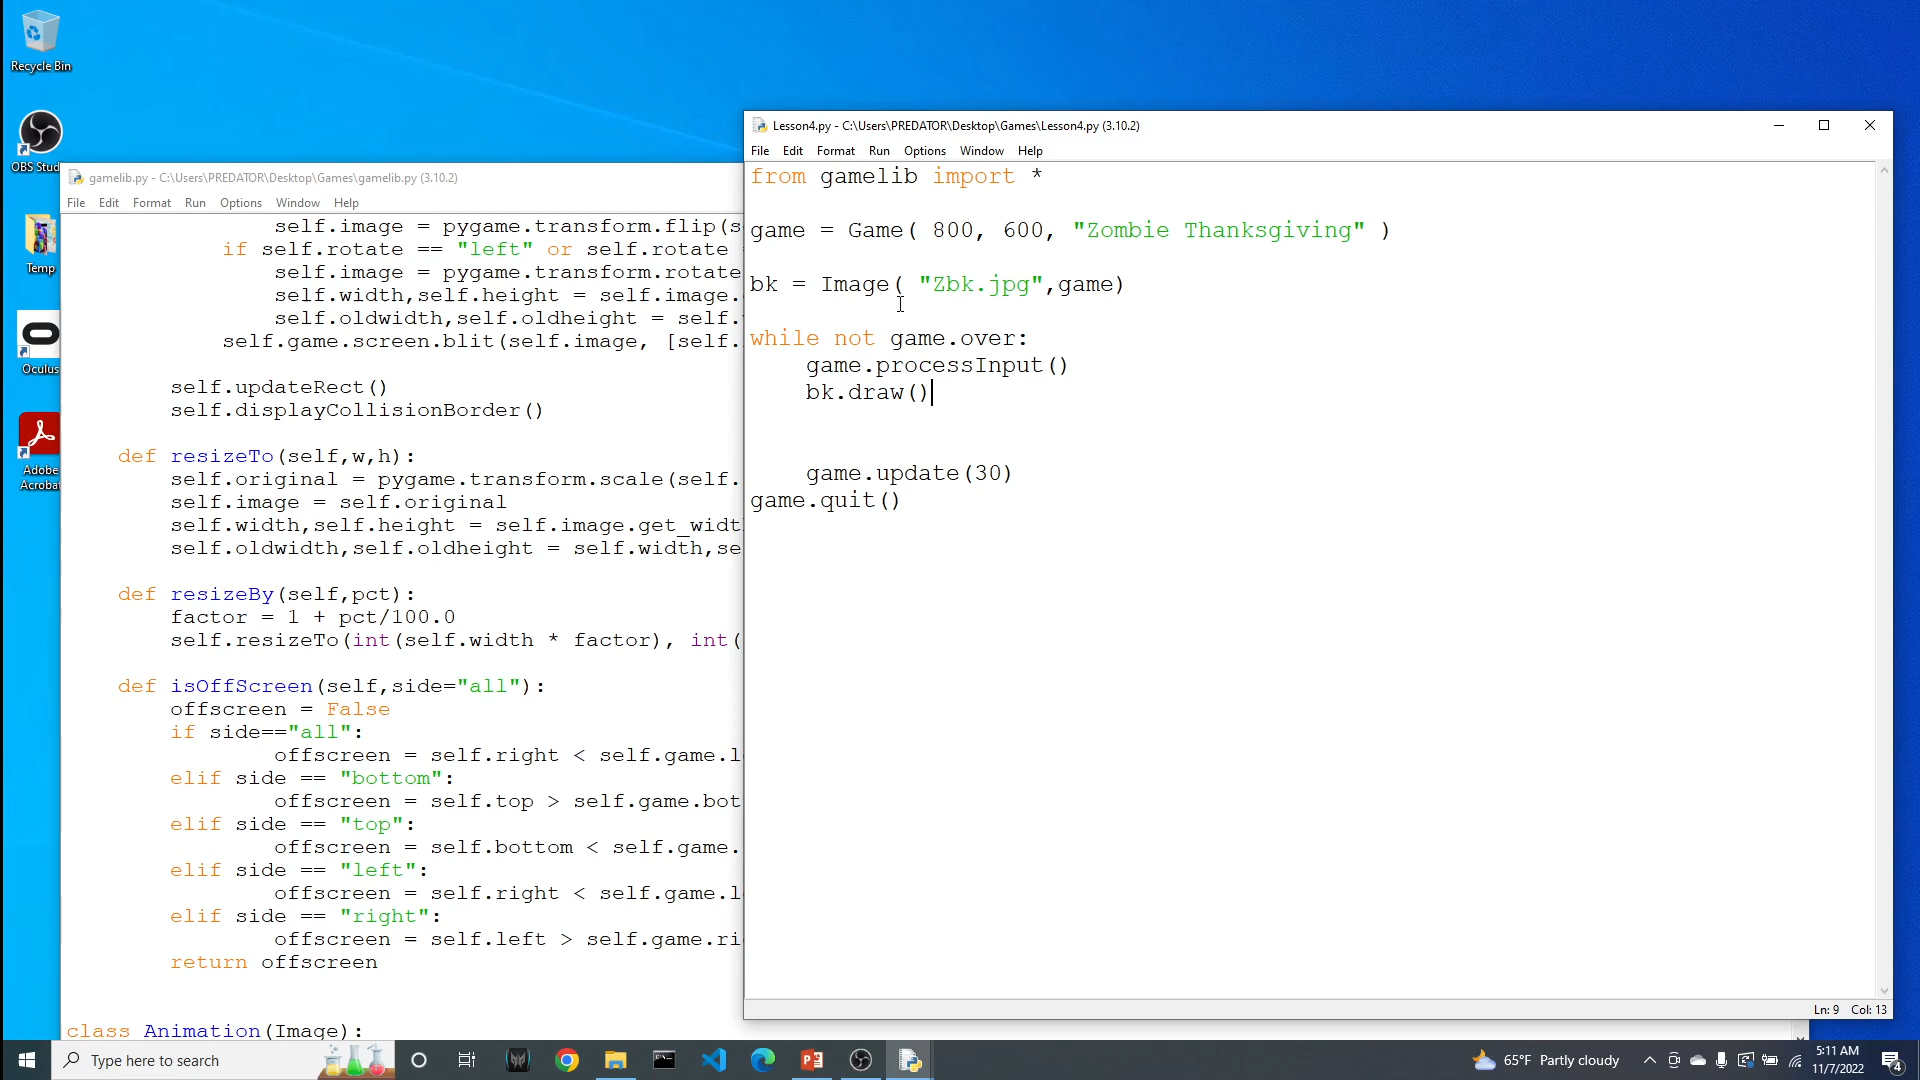 Recycle Bin
OBS Stud
Temp
Oculus
Adobe
Acrobat
gamelib.py - C:\Users\PREDATOR\Desktop\Games\gamelib.py (3.10.2)
File Edit Format Run Options Window Help
self.image = pygame.transform.flip(s
if self.rotate == "left" or self.rotate
self.image = pygame.transform.rotate
self.width,self.height = self.image.
self.oldwidth,self.oldheight = self.
self.game.screen.blit(self.image, [self.
self.updateRect()
self.displayCollisionBorder()
def resizeTo(self,w,h):
self.original = pygame.transform.scale(self.
self.image = self.original
self.width,self.height = self.image.get_widt
self.oldwidth,self.oldheight = self.width,se
def resizeBy(self,pct):
factor = 1 + pct/100.0
self.resizeTo(int(self.width * factor), int(
def isOffScreen(self,side="all"):
offscreen = False
if side=="all":
offscreen = self.right < self.game.l
elif side == "bottom":
offscreen = self.top > self.game.bot
elif side == "top":
offscreen = self.bottom < self.game.
elif side == "left":
offscreen = self.right < self.game.l
elif side == "right":
offscreen = self.left > self.game.ri
return offscreen
class Animation(Image):
Lesson4.py - C:\Users\PREDATOR\Desktop\Games\Lesson4.py (3.10.2)
File Edit Format Run Options Window Help
from gamelib import *
game = Game( 800, 600, "Zombie Thanksgiving" )
bk = Image( "Zbk.jpg",game)
while not game.over:
game.processInput()
bk.draw()
game.update(30)
game.quit()
Ln: 9 Col: 13
Type here to search
65°F Partly cloudy
5:11 AM
11/7/2022
4